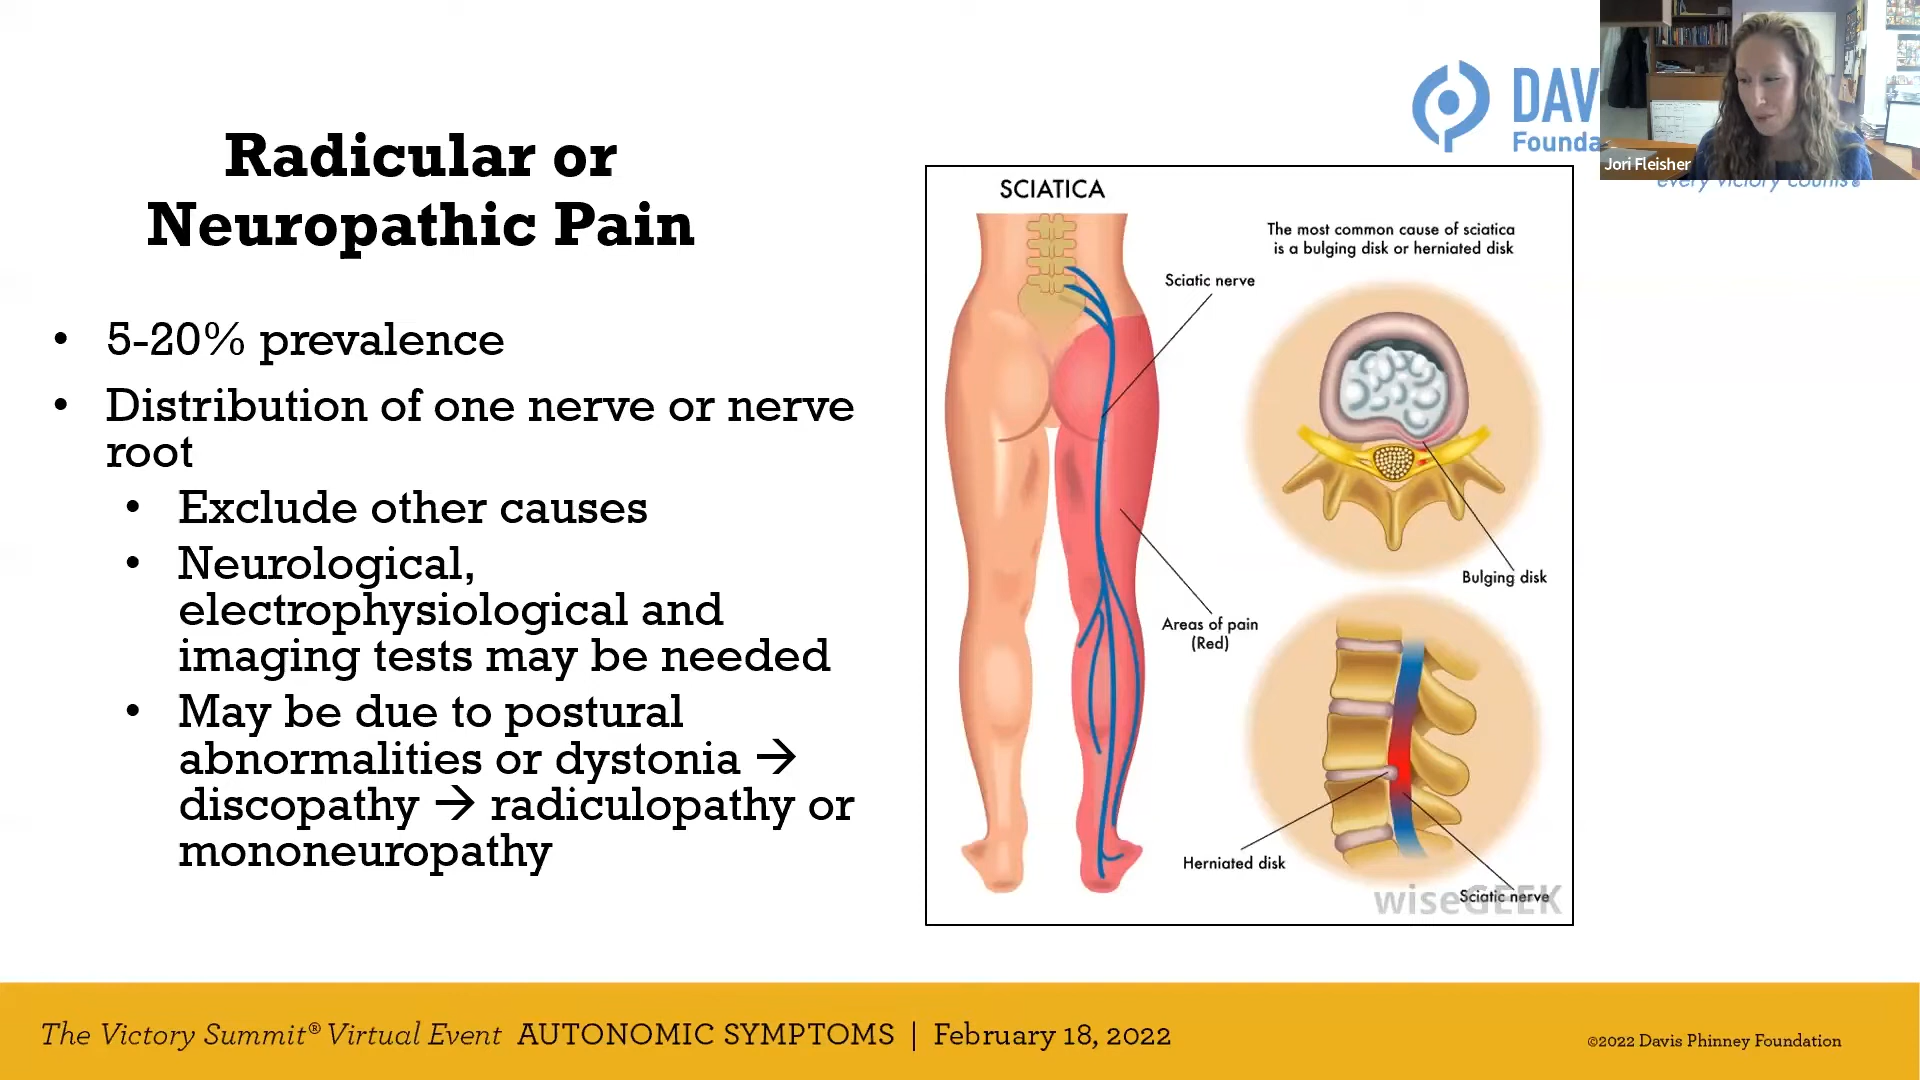 Radicular or
Neuropathic Pain
• 5-20% prevalence
• Distribution of one nerve or nerve
root
• Exclude other causes
• Neurological,
electrophysiological and
imaging tests may be needed
• May be due to postural
abnormalities or dystonia →
discopathy → radiculopathy or
mononeuropathy
DAV
Founda
every victory counts®
Jori Fleisher
SCIATICA
The most common cause of sciatica
is a bulging disk or herniated disk
Sciatic nerve
Bulging disk
Areas of pain
(Red)
Herniated disk
Sciatic nerve
wiseGEEK
The Victory Summit® Virtual Event AUTONOMIC SYMPTOMS | February 18, 2022
©2022 Davis Phinney Foundation